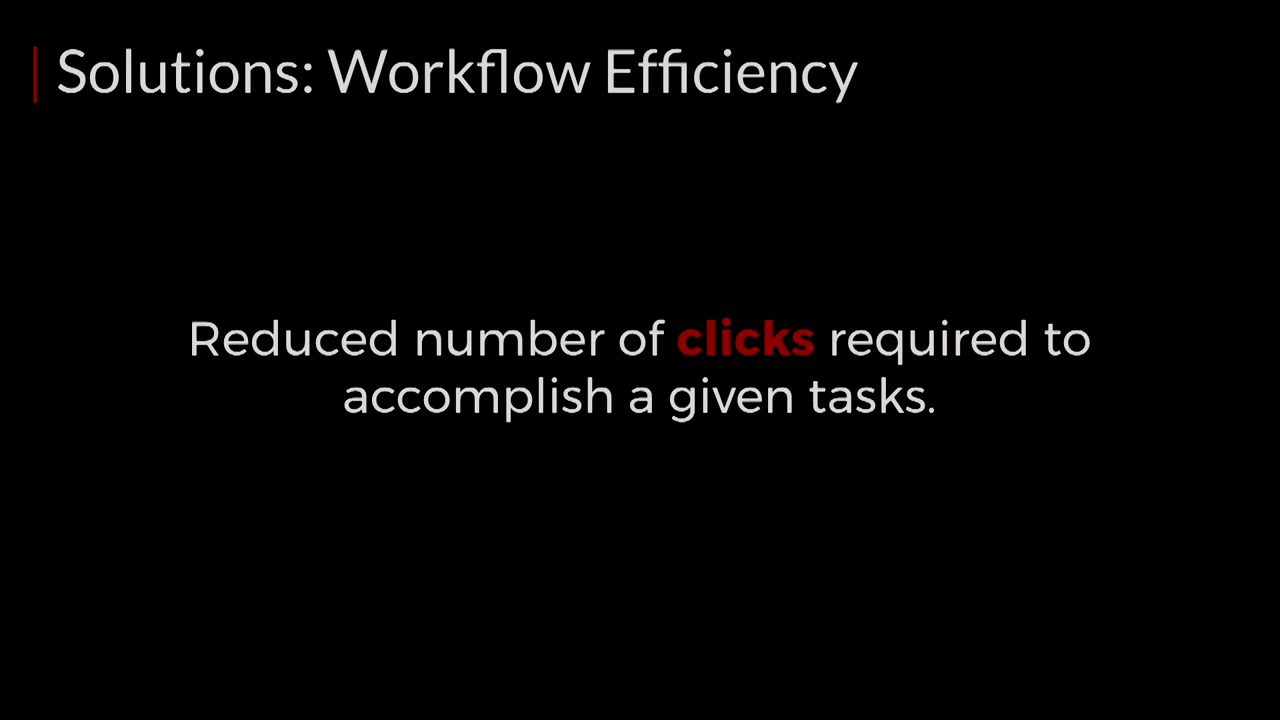 Solutions: Workflow Efficiency
Reduced number of clicks required to
accomplish a given tasks.